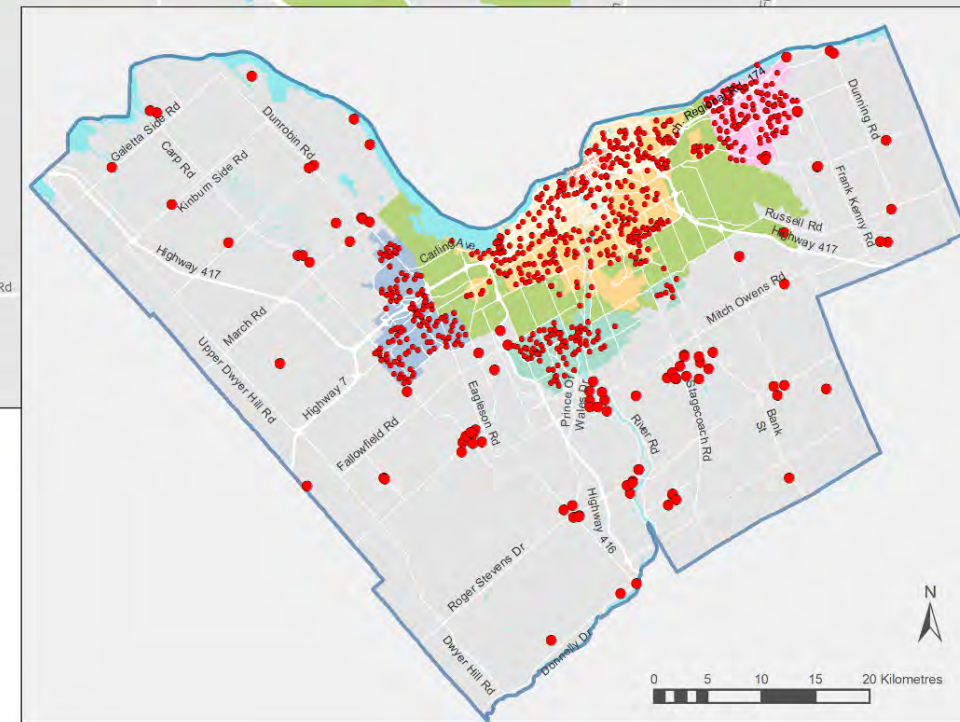 Rd
Galetta Side Rd
Carp Rd
Dunrobin Rd
Kinburn Side Rd
Highway 417
March Rd
Upper Dwyer Hill Rd
Highway 7
Carling Ave
Regional Rd. 174
Dunning Rd
Frank Kenny Rd
Russell Rd
Highway 417
Mitch Owens Rd
Fallowfield Rd
Eagleson Rd
Prince Of
Wales Dr
River Rd
Stagecoach Rd
Bank
St
Highway 416
Roger Stevens Dr
Dwyer Hill Rd
Donnelly Dr
N
0 5 10 15 20 Kilometres